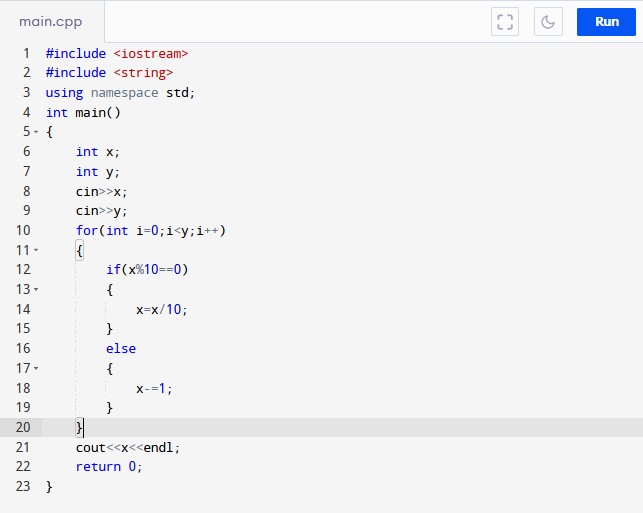 main.cpp
Run
1 #include <iostream>
2 #include <string>
3 using namespace std;
4 int main()
5 {
6     int x;
7     int y;
8     cin>>x;
9     cin>>y;
10     for(int i=0;i<y;i++)
11     {
12         if(x%10==0)
13         {
14             x=x/10;
15         }
16         else
17         {
18             x-=1;
19         }
20     }
21     cout<<x<<endl;
22     return 0;
23 }